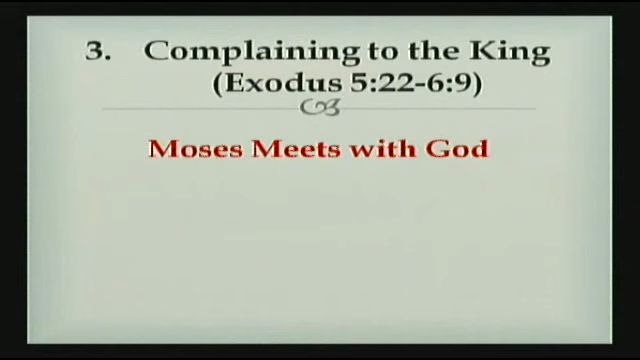 3. Complaining to the King
(Exodus 5:22-6:9)
Moses Meets with God